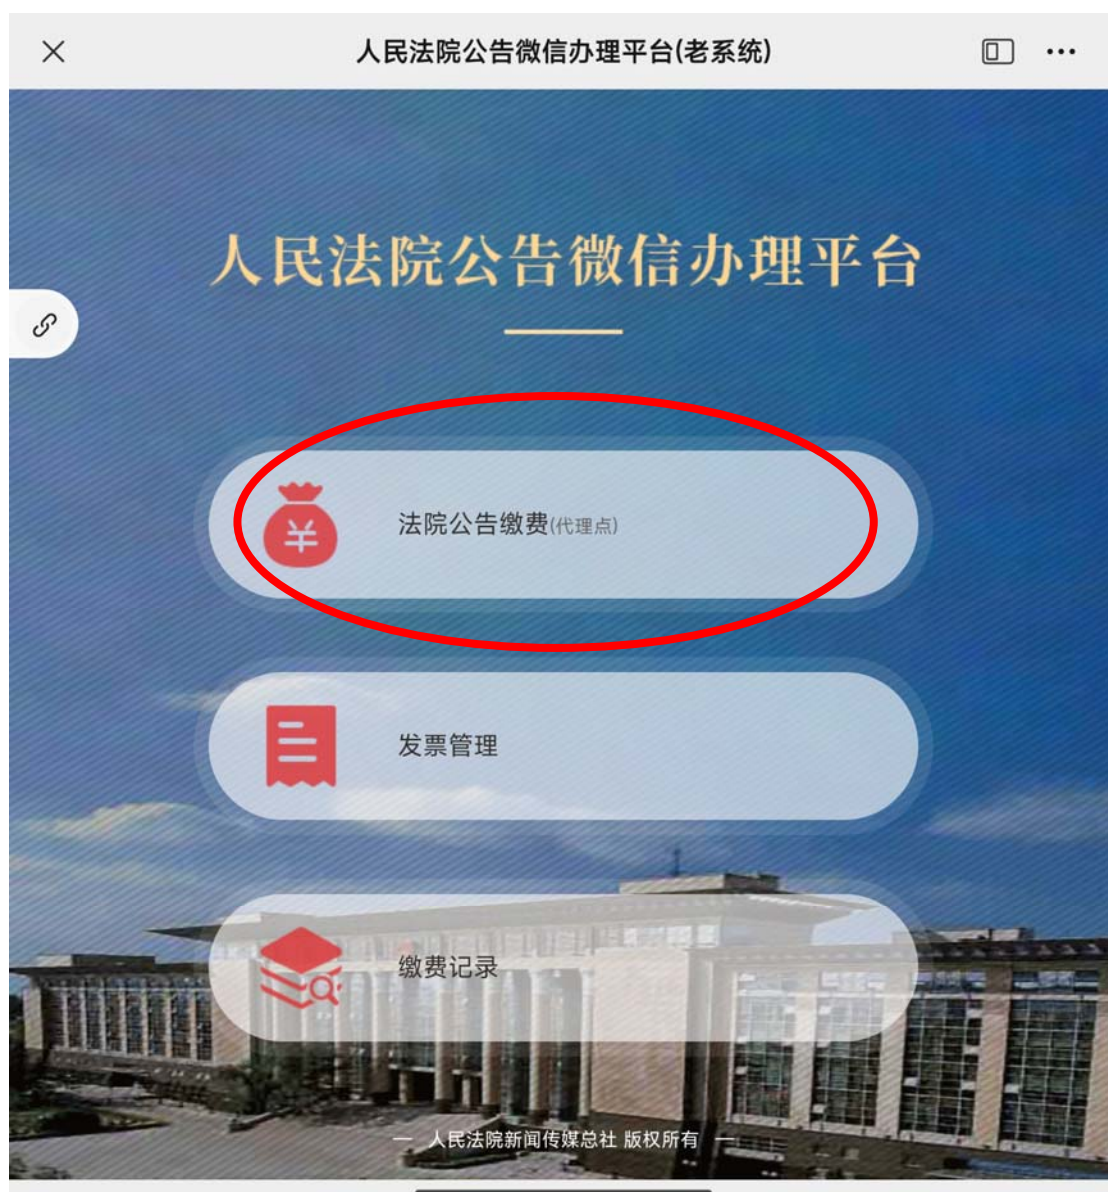 人民法院公告微信办理平台(老系统)
人民法院公告微信办理平台
法院公告缴费(代理点)
发票管理
缴费记录
— 人民法院新闻传媒总社 版权所有 —